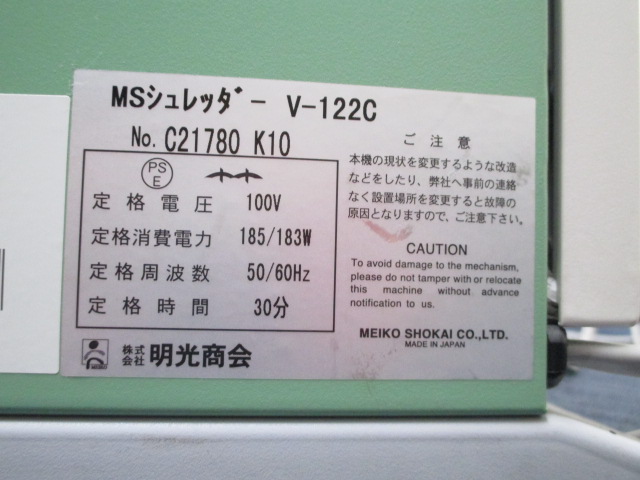 MSシュレッダー V-122C
No. C21780 K10
PS
E
定格電圧 100V
定格消費電力 185/183W
定格周波数 50/60Hz
定格時間 30分
株式
会社 明光商会
ご注意
本機の現状を変更するような改造
などをしたり、弊社へ事前の連絡
なく設置場所を変更すると故障の
原因となりますので、ご注意下さい。
CAUTION
To avoid damage to the mechanism,
please do not tamper with or relocate
this machine without advance
notification to us.
MEIKO SHOKAI CO.,LTD.
MADE IN JAPAN